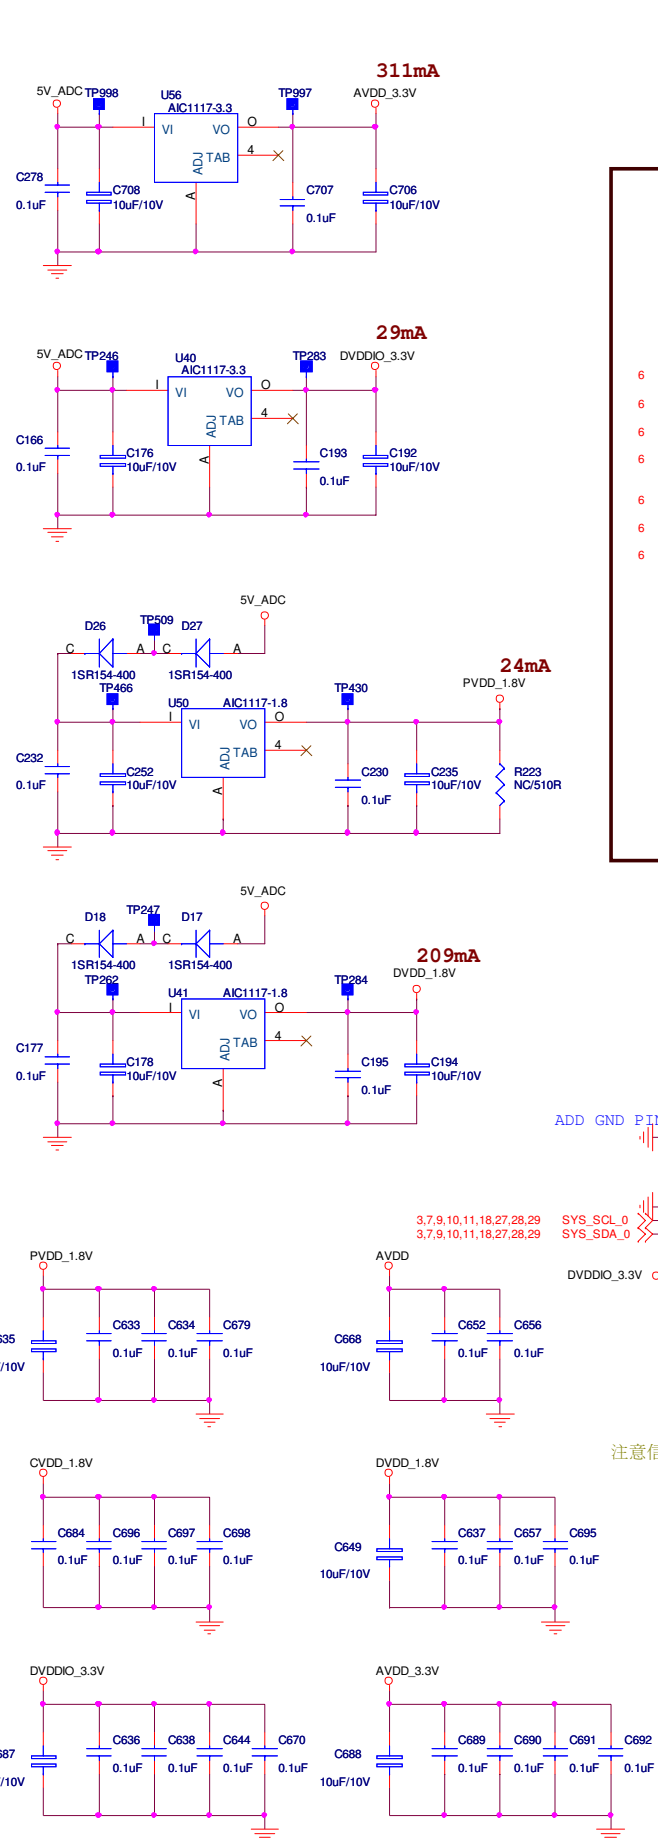 311mA
5V_ADC TP998 U56 TP997 AVDD_3.3V
AIC1117-3.3
I VI VO O
ADJ TAB 4
A
C278 C708 C707 C706
0.1uF 10uF/10V 0.1uF 10uF/10V
29mA
5V_ADC TP246 U40 TP283 DVDDIO_3.3V
AIC1117-3.3
I VI VO O
ADJ TAB 4
A
C166 C176 C193 C192
0.1uF 10uF/10V 0.1uF 10uF/10V
6
6
6
6
6
6
6
5V_ADC
D26 TP509 D27
C A C A
1SR154-400 1SR154-400
24mA
TP466 U50 AIC1117-1.8 TP430 PVDD_1.8V
I VI VO O
ADJ TAB 4
A
C232 C252 C230 C235 R223
0.1uF 10uF/10V 0.1uF 10uF/10V NC/510R
5V_ADC
D18 TP247 D17
C A C A
1SR154-400 1SR154-400
209mA
TP262 U41 AIC1117-1.8 TP284 DVDD_1.8V
I VI VO O
ADJ TAB 4
A
C177 C178 C195 C194
0.1uF 10uF/10V 0.1uF 10uF/10V
ADD GND PIN
3,7,9,10,11,18,27,28,29 SYS_SCL_0
3,7,9,10,11,18,27,28,29 SYS_SDA_0
DVDDIO_3.3V
PVDD_1.8V
635 C633 C634 C679
/10V 0.1uF 0.1uF 0.1uF
AVDD
C668 C652 C656
10uF/10V 0.1uF 0.1uF
注意信
CVDD_1.8V
C684 C696 C697 C698
0.1uF 0.1uF 0.1uF 0.1uF
DVDD_1.8V
C649 C637 C657 C695
10uF/10V 0.1uF 0.1uF 0.1uF
DVDDIO_3.3V
687 C636 C638 C644 C670
/10V 0.1uF 0.1uF 0.1uF 0.1uF
AVDD_3.3V
C688 C689 C690 C691 C692
10uF/10V 0.1uF 0.1uF 0.1uF 0.1uF